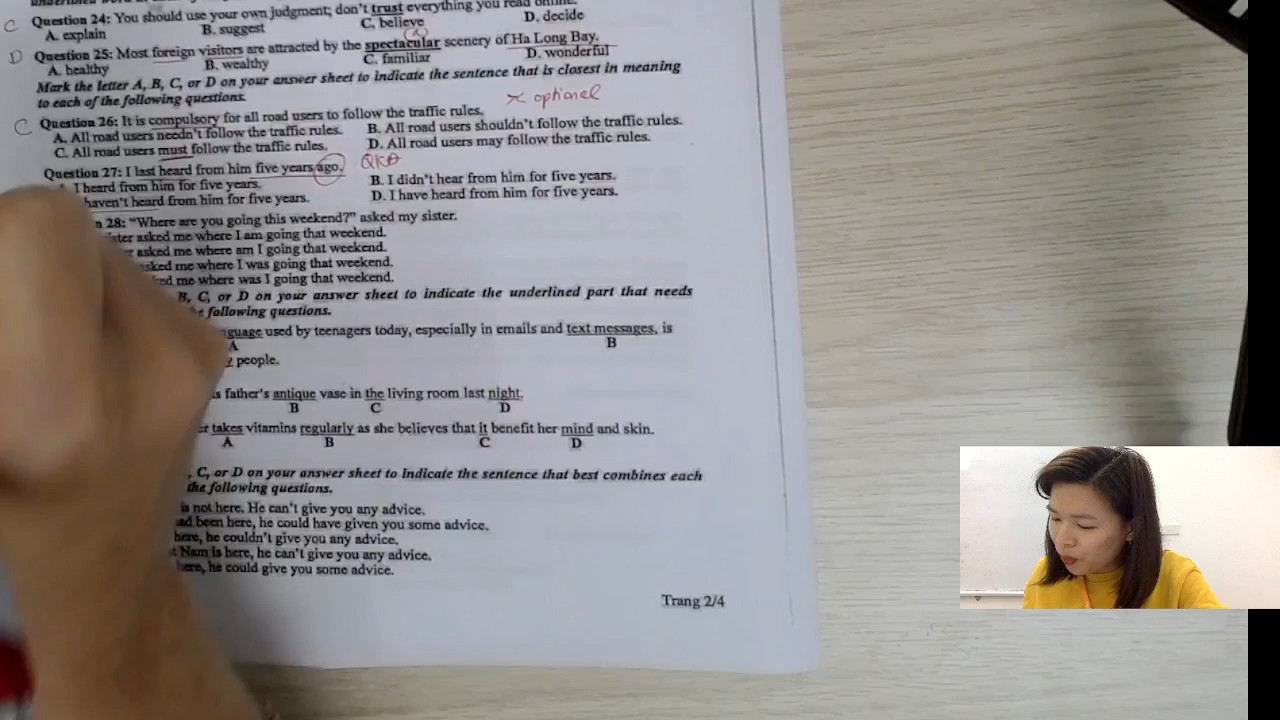 C Question 24: You should use your own judgment; don't trust everything you read online.
A. explain B. suggest C. believe D. decide
D Question 25: Most foreign visitors are attracted by the spectacular scenery of Ha Long Bay.
A. healthy B. wealthy C. familiar D. wonderful
Mark the letter A, B, C, or D on your answer sheet to indicate the sentence that is closest in meaning
to each of the following questions.
≠ optional
C Question 26: It is compulsory for all road users to follow the traffic rules.
A. All road users needn't follow the traffic rules. B. All road users shouldn't follow the traffic rules.
C. All road users must follow the traffic rules. D. All road users may follow the traffic rules.
Question 27: I last heard from him five years ago. QKĐ
I heard from him for five years. B. I didn't hear from him for five years.
haven't heard from him for five years. D. I have heard from him for five years.
28: "Where are you going this weekend?" asked my sister.
asked me where I am going that weekend.
asked me where am I going that weekend.
asked me where I was going that weekend.
me where was I going that weekend.
B, C, or D on your answer sheet to indicate the underlined part that needs
following questions.
used by teenagers today, especially in emails and text messages, is
A B
people.
father's antique vase in the living room last night.
B C D
takes vitamins regularly as she believes that it benefit her mind and skin.
A B C D
, C, or D on your answer sheet to indicate the sentence that best combines each
the following questions.
is not here. He can't give you any advice.
been here, he could have given you some advice.
here, he couldn't give you any advice.
Nam is here, he can't give you any advice.
here, he could give you some advice.
Trang 2/4